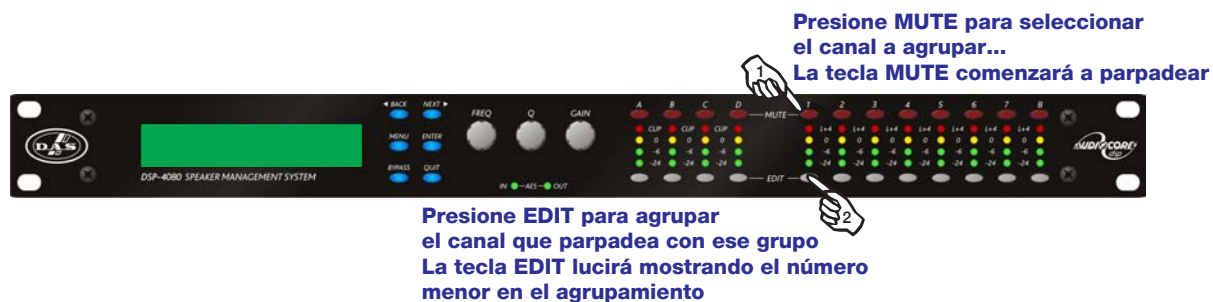 Presione MUTE para seleccionar
el canal a agrupar...
La tecla MUTE comenzará a parpadear
1
◄ BACK NEXT ►
FREQ Q GAIN
A B C D 1 2 3 4 5 6 7 8
MUTE
DAS
CLIP CLIP CLIP L+4 L+4 L+4 L+4 L+4 L+4 L+4
MENU ENTER
0 0 0 0 0 0 0 0 0 0
-6 -6 -6 -6 -6 -6 -6 -6 -6 -6
AUDIOCORE
dsp
BYPASS QUIT
-24 -24 -24 -24 -24 -24 -24 -24 -24 -24
DSP-4080 SPEAKER MANAGEMENT SYSTEM
IN AES OUT
EDIT
2
Presione EDIT para agrupar
el canal que parpadea con ese grupo
La tecla EDIT lucirá mostrando el número
menor en el agrupamiento